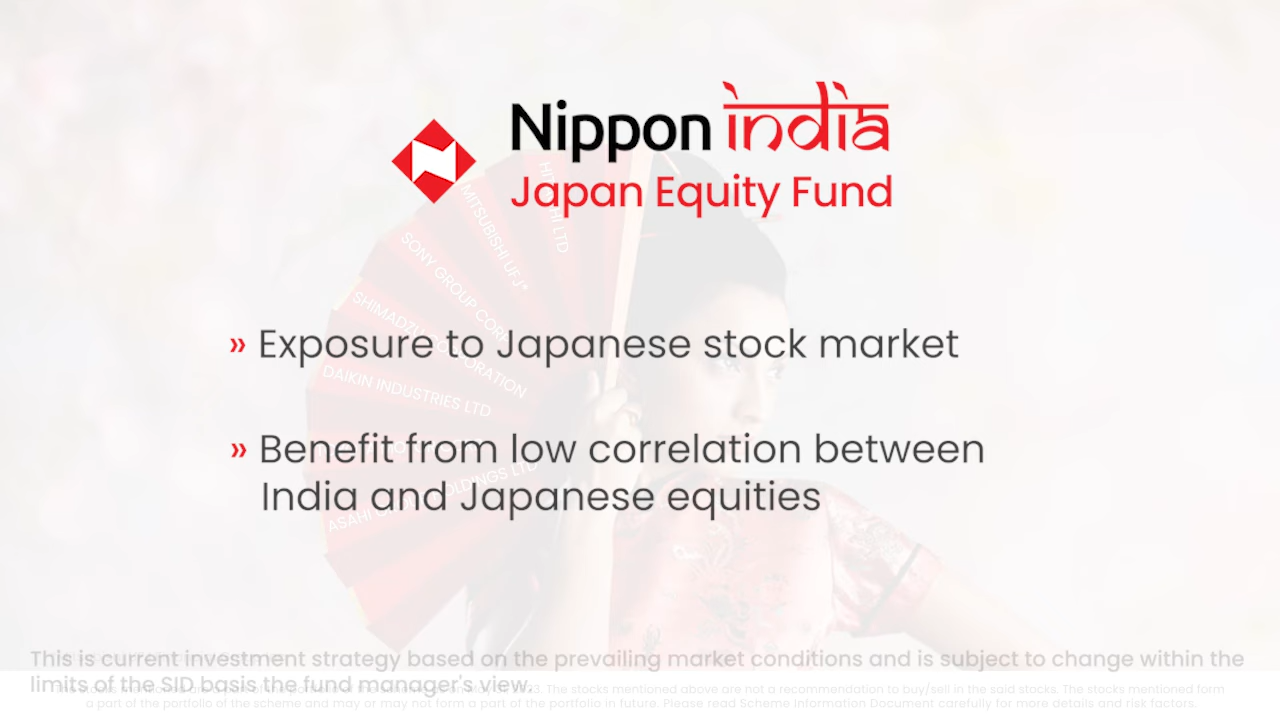 Nippon india
Japan Equity Fund
HITACHI LTD
MITSUBISHI UFJ*
SONY GROUP CORP
SHIMADZU CORPORATION
DAIKIN INDUSTRIES LTD
ASAHI HOLDINGS LTD
» Exposure to Japanese stock market
» Benefit from low correlation between
India and Japanese equities
This is current investment strategy based on the prevailing market conditions and is subject to change within the
limits of the SID basis the fund manager's view.
The stocks mentioned above are not a recommendation to buy/sell in the said stocks. The stocks mentioned form
a part of the portfolio of the scheme and may or may not form a part of the portfolio in future. Please read Scheme Information Document carefully for more details and risk factors.